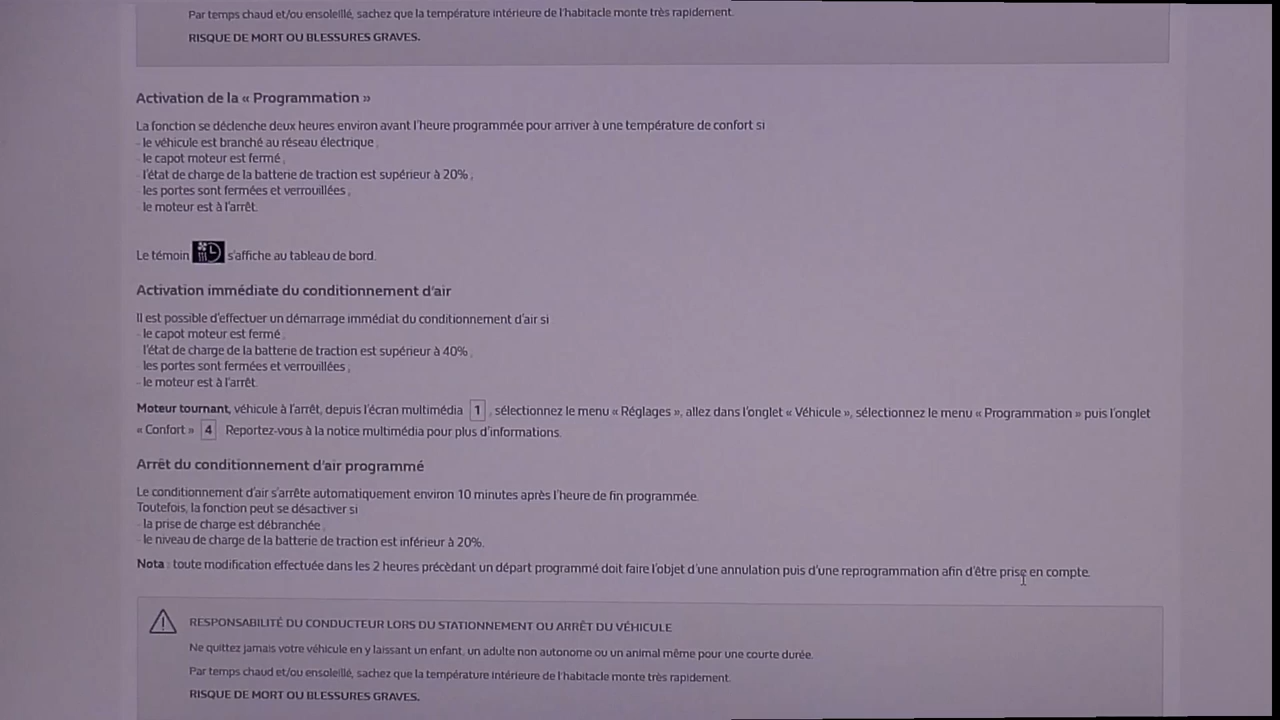 Par temps chaud et/ou ensoleillé, sachez que la température intérieure de l'habitacle monte très rapidement.
RISQUE DE MORT OU BLESSURES GRAVES.
Activation de la « Programmation »
La fonction se déclenche deux heures environ avant l'heure programmée pour arriver à une température de confort si
- le véhicule est branché au réseau électrique ;
- le capot moteur est fermé ;
- l'état de charge de la batterie de traction est supérieur à 20% ;
- les portes sont fermées et verrouillées ;
- le moteur est à l'arrêt.
Le témoin s'affiche au tableau de bord.
Activation immédiate du conditionnement d'air
Il est possible d'effectuer un démarrage immédiat du conditionnement d'air si
- le capot moteur est fermé ;
- l'état de charge de la batterie de traction est supérieur à 40% ;
- les portes sont fermées et verrouillées ;
- le moteur est à l'arrêt.
Moteur tournant, véhicule à l'arrêt, depuis l'écran multimédia 1 , sélectionnez le menu « Réglages », allez dans l'onglet « Véhicule », sélectionnez le menu « Programmation » puis l'onglet
« Confort » 4 Reportez-vous à la notice multimédia pour plus d'informations.
Arrêt du conditionnement d'air programmé
Le conditionnement d'air s'arrête automatiquement environ 10 minutes après l'heure de fin programmée.
Toutefois, la fonction peut se désactiver si
- la prise de charge est débranchée ;
- le niveau de charge de la batterie de traction est inférieur à 20%.
Nota : toute modification effectuée dans les 2 heures précèdant un départ programmé doit faire l'objet d'une annulation puis d'une reprogrammation afin d'être prise en compte.
RESPONSABILITÉ DU CONDUCTEUR LORS DU STATIONNEMENT OU ARRÊT DU VÉHICULE
Ne quittez jamais votre véhicule en y laissant un enfant, un adulte non autonome ou un animal même pour une courte durée.
Par temps chaud et/ou ensoleillé, sachez que la température intérieure de l'habitacle monte très rapidement.
RISQUE DE MORT OU BLESSURES GRAVES.